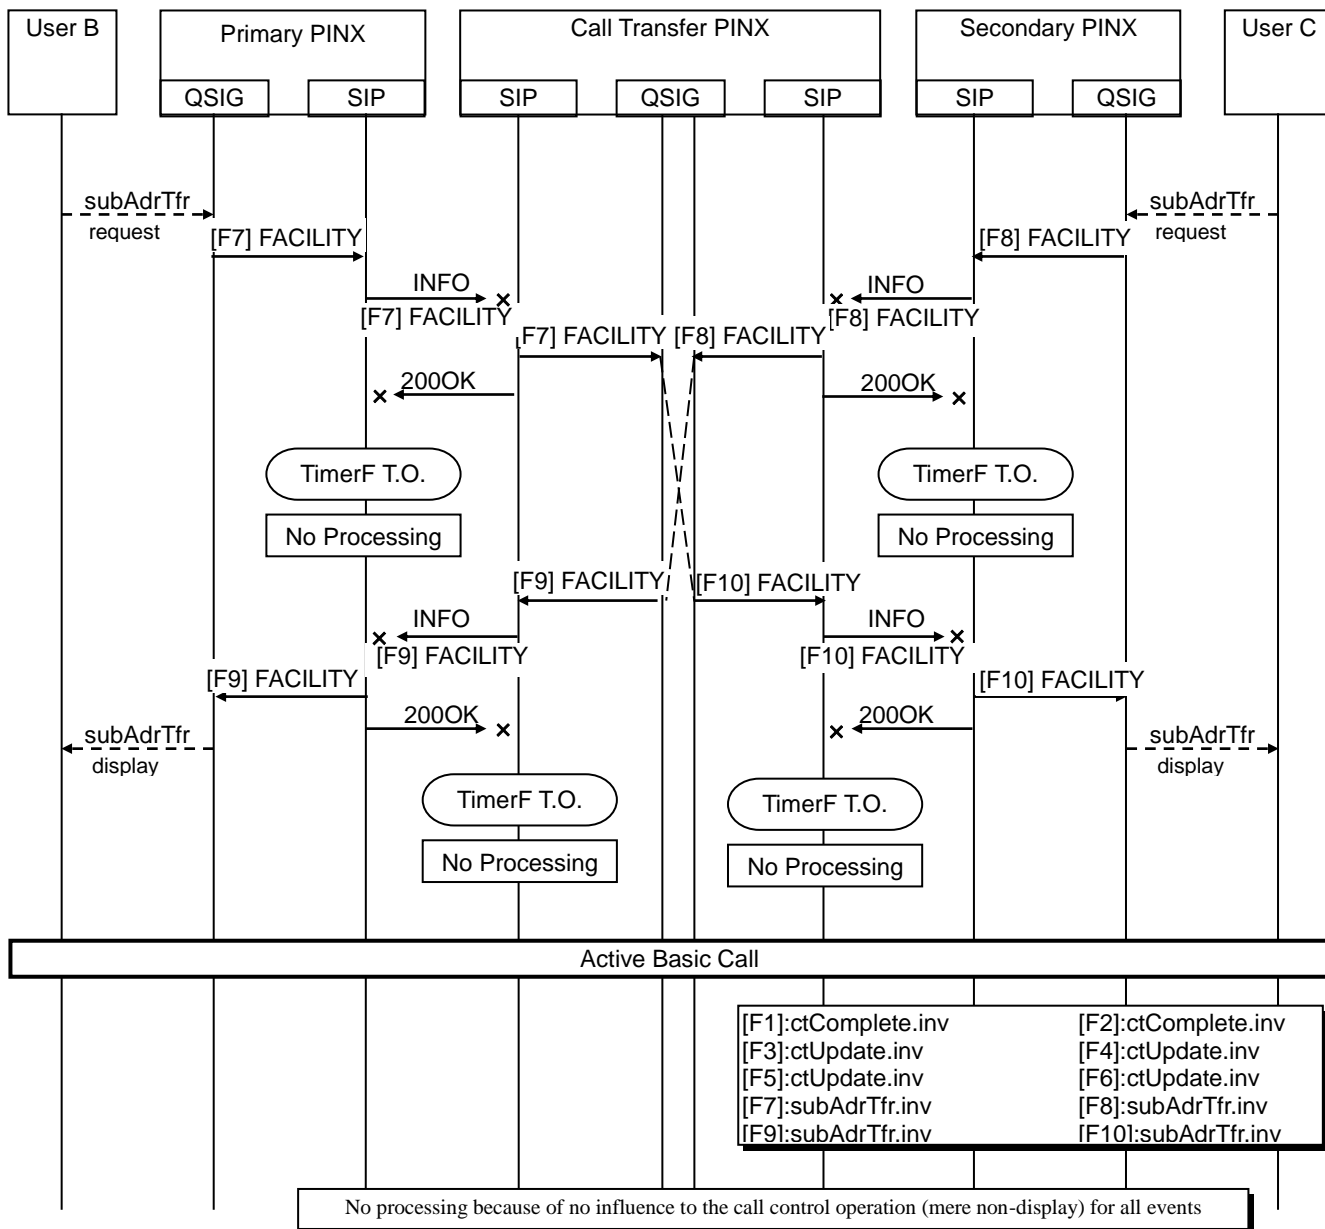 User B
Primary PINX
Call Transfer PINX
Secondary PINX
User C
QSIG
SIP
SIP
QSIG
SIP
SIP
QSIG
subAdrTfr
request
subAdrTfr
request
[F7] FACILITY
[F8] FACILITY
INFO
[F7] FACILITY
INFO
[F8] FACILITY
[F7] FACILITY
[F8] FACILITY
200OK
200OK
TimerF T.O.
TimerF T.O.
No Processing
No Processing
[F9] FACILITY
[F10] FACILITY
INFO
[F9] FACILITY
INFO
[F10] FACILITY
[F9] FACILITY
[F10] FACILITY
200OK
200OK
subAdrTfr
display
subAdrTfr
display
TimerF T.O.
TimerF T.O.
No Processing
No Processing
Active Basic Call
[F1]:ctComplete.inv [F2]:ctComplete.inv
[F3]:ctUpdate.inv [F4]:ctUpdate.inv
[F5]:ctUpdate.inv [F6]:ctUpdate.inv
[F7]:subAdrTfr.inv [F8]:subAdrTfr.inv
[F9]:subAdrTfr.inv [F10]:subAdrTfr.inv
No processing because of no influence to the call control operation (mere non-display) for all events